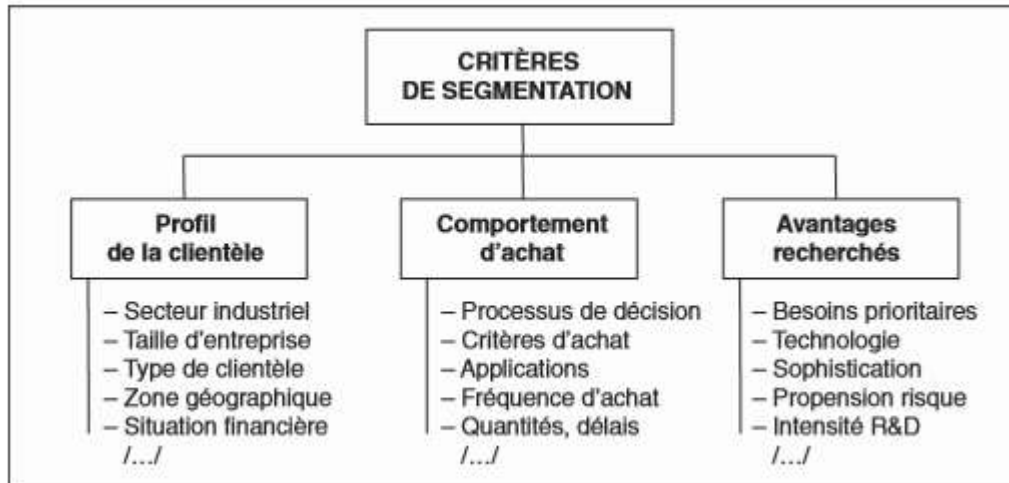 CRITÈRES
DE SEGMENTATION
Profil
de la clientèle
– Secteur industriel
– Taille d'entreprise
– Type de clientèle
– Zone géographique
– Situation financière
/.../
Comportement
d'achat
– Processus de décision
– Critères d'achat
– Applications
– Fréquence d'achat
– Quantités, délais
/.../
Avantages
recherchés
– Besoins prioritaires
– Technologie
– Sophistication
– Propension risque
– Intensité R&D
/.../